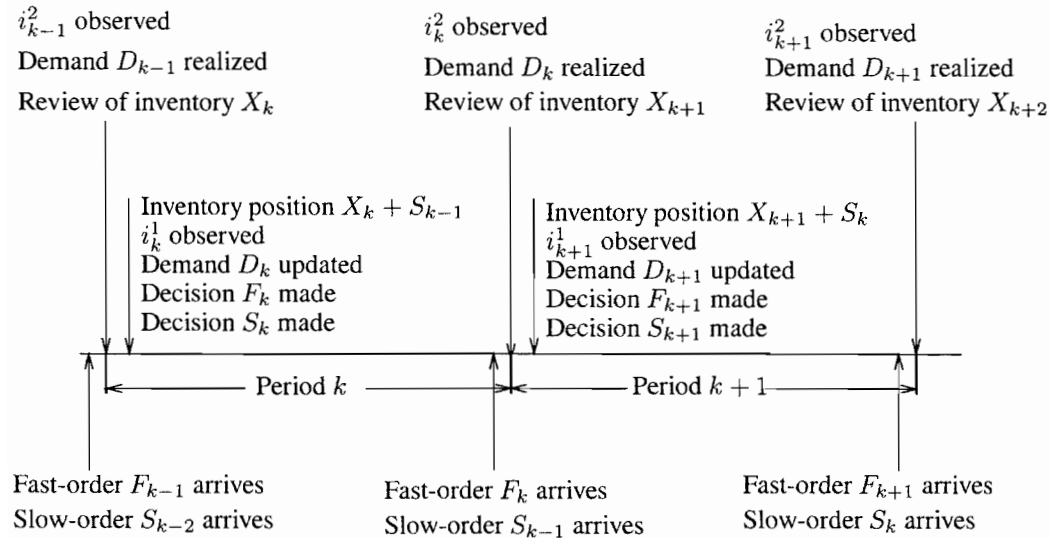 $i^2_{k-1}$ observed
Demand $D_{k-1}$ realized
Review of inventory $X_k$
$i^2_k$ observed
Demand $D_k$ realized
Review of inventory $X_{k+1}$
$i^2_{k+1}$ observed
Demand $D_{k+1}$ realized
Review of inventory $X_{k+2}$
Inventory position $X_k + S_{k-1}$
$i^1_k$ observed
Demand $D_k$ updated
Decision $F_k$ made
Decision $S_k$ made
Inventory position $X_{k+1} + S_k$
$i^1_{k+1}$ observed
Demand $D_{k+1}$ updated
Decision $F_{k+1}$ made
Decision $S_{k+1}$ made
Period $k$
Period $k+1$
Fast-order $F_{k-1}$ arrives
Slow-order $S_{k-2}$ arrives
Fast-order $F_k$ arrives
Slow-order $S_{k-1}$ arrives
Fast-order $F_{k+1}$ arrives
Slow-order $S_k$ arrives